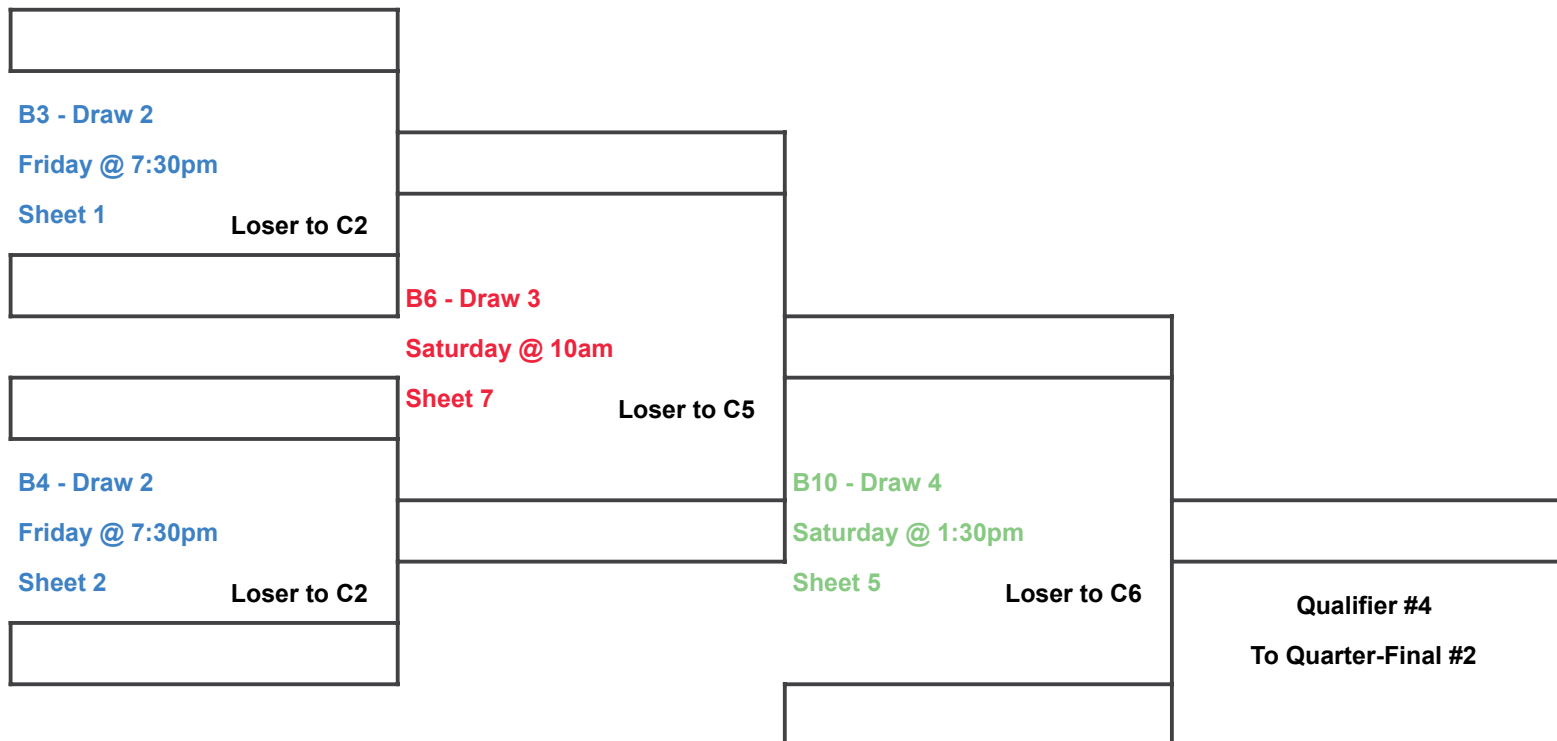 B3 - Draw 2
Friday @ 7:30pm
Sheet 1
Loser to C2
B6 - Draw 3
Saturday @ 10am
Sheet 7
Loser to C5
B4 - Draw 2
Friday @ 7:30pm
Sheet 2
Loser to C2
B10 - Draw 4
Saturday @ 1:30pm
Sheet 5
Loser to C6
Qualifier #4
To Quarter-Final #2